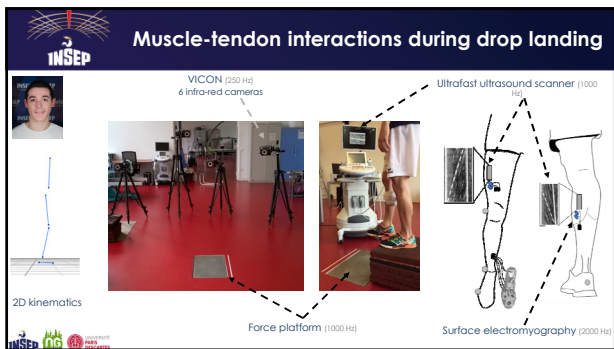 INSEP
Muscle-tendon interactions during drop landing
VICON (250 Hz)
6 infra-red cameras
Ultrafast ultrasound scanner (1000
Hz)
2D kinematics
Force platform (1000 Hz)
Surface electromyography (2000 Hz)
INSEP
UNIVERSITÉ
PARIS
DESCARTES